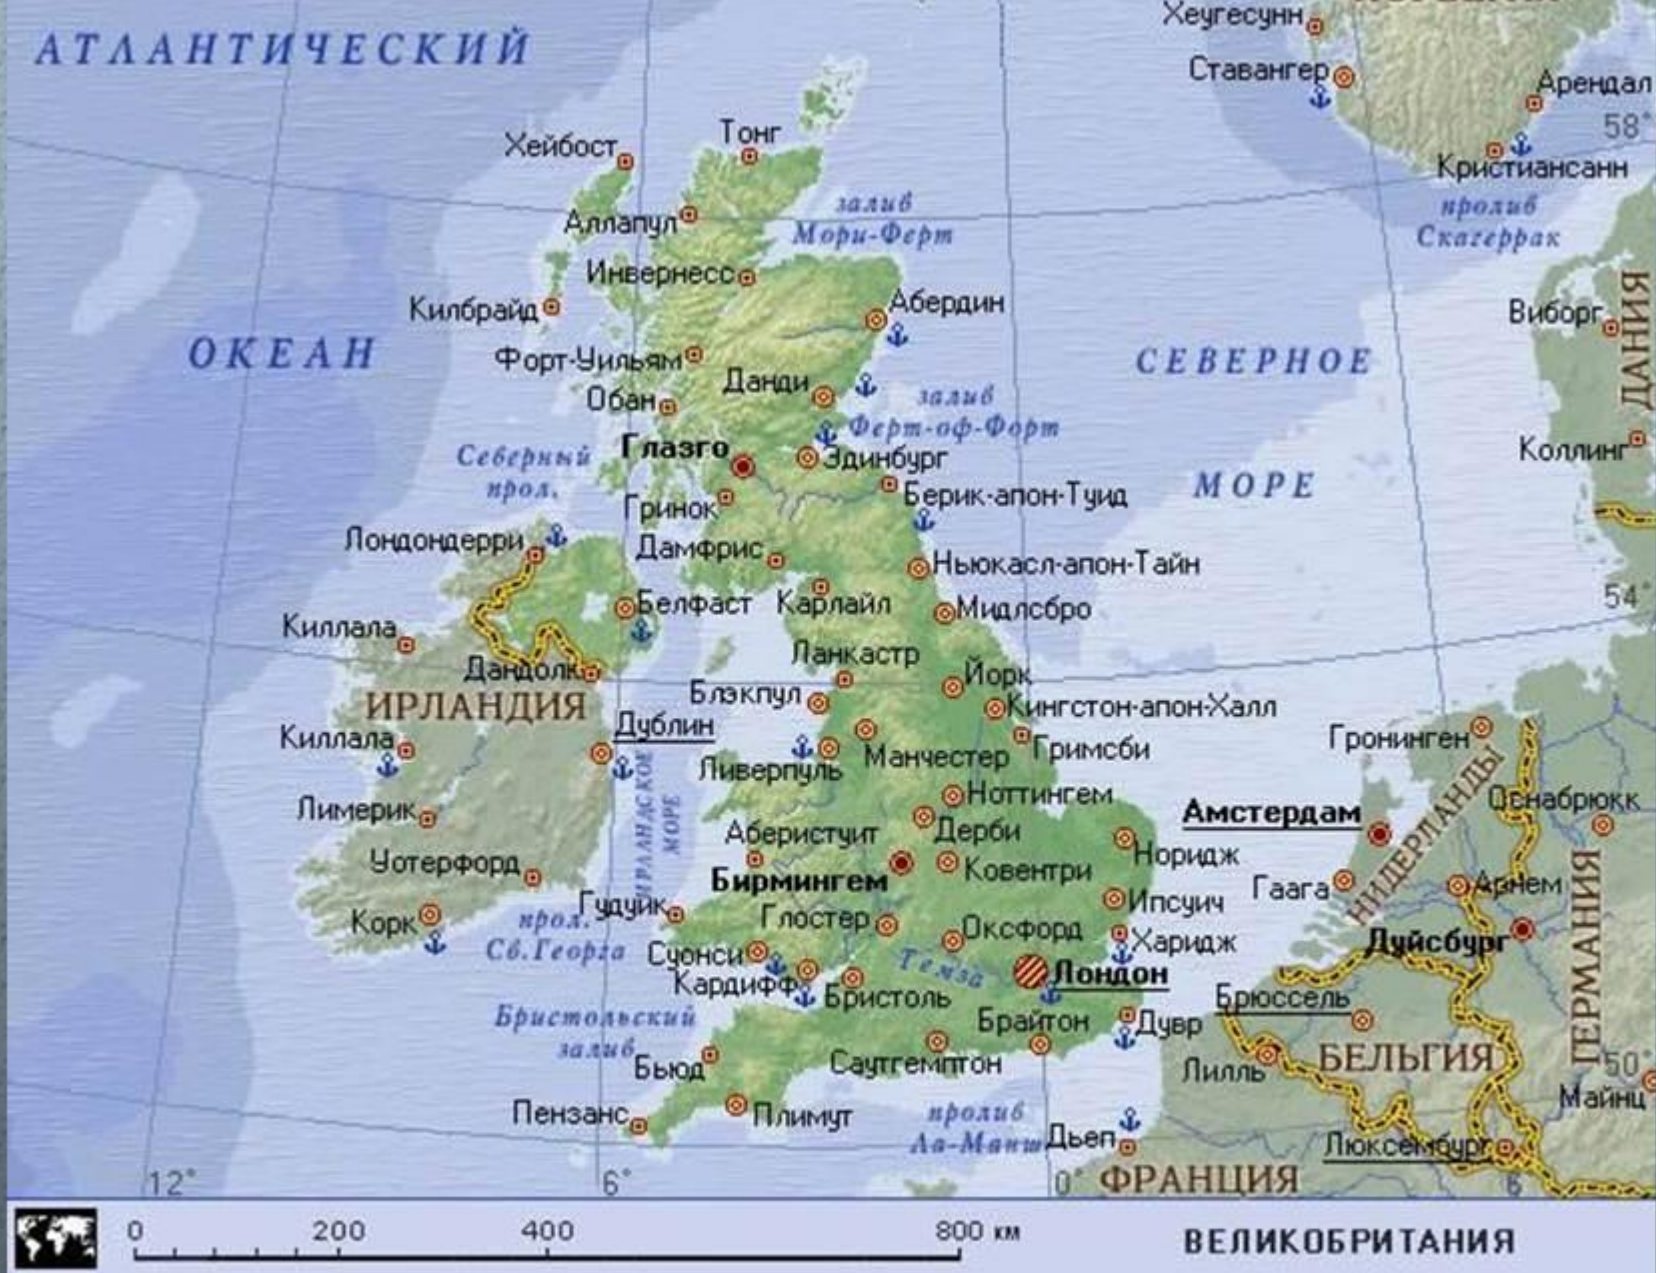 Хеугесунн
АТЛАНТИЧЕСКИЙ
Ставангер
Арендал
58°
Тонг
Хейбост
Кристиансанн
залив
Мори-Ферт
пролив
Скагеррак
Аллапул
Инвернесс
Килбрайд
Абердин
Виборг
ДАНИЯ
ОКЕАН
СЕВЕРНОЕ
Форт-Уильям
Данди
Обан
залив
Ферт-оф-Форт
Глазго
Северный
прол.
Эдинбург
Коллинг
МОРЕ
Гринок
Берик-апон-Туид
Лондондерри
Дамфрис
Ньюкасл-апон-Тайн
Белфаст
Карлайл
Мидлсбро
54°
Киллала
Дандолк
Ланкастр
Йорк
ИРЛАНДИЯ
Блэкпул
Кингстон-апон-Халл
Дублин
Киллала
Гримсби
Гронинген
Манчестер
Ливерпуль
ИРЛАНДСКОЕ
МОРЕ
Ноттингем
Оснабрюкк
Лимерик
Амстердам
НИДЕРЛАНДЫ
Аберистуит
Дерби
Норидж
Уотерфорд
Бирмингем
Ковентри
Гаага
Арнем
ГЕРМАНИЯ
Гудуйк
Ипсуич
Корк
прол.
Св.Георга
Глостер
Оксфорд
Харидж
Дуйсбург
Суонси
Темза
Лондон
Кардифф
Бристоль
Брюссель
Бристольский
залив
Брайтон
Дувр
Саутгемптон
Бьюд
Лилль
БЕЛЬГИЯ
50°
Майнц
Пензанс
Плимут
пролив
Ла-Манш
Дьеп
Люксембург
12°
6°
0°
ФРАНЦИЯ
6
0 200 400 800 км
ВЕЛИКОБРИТАНИЯ